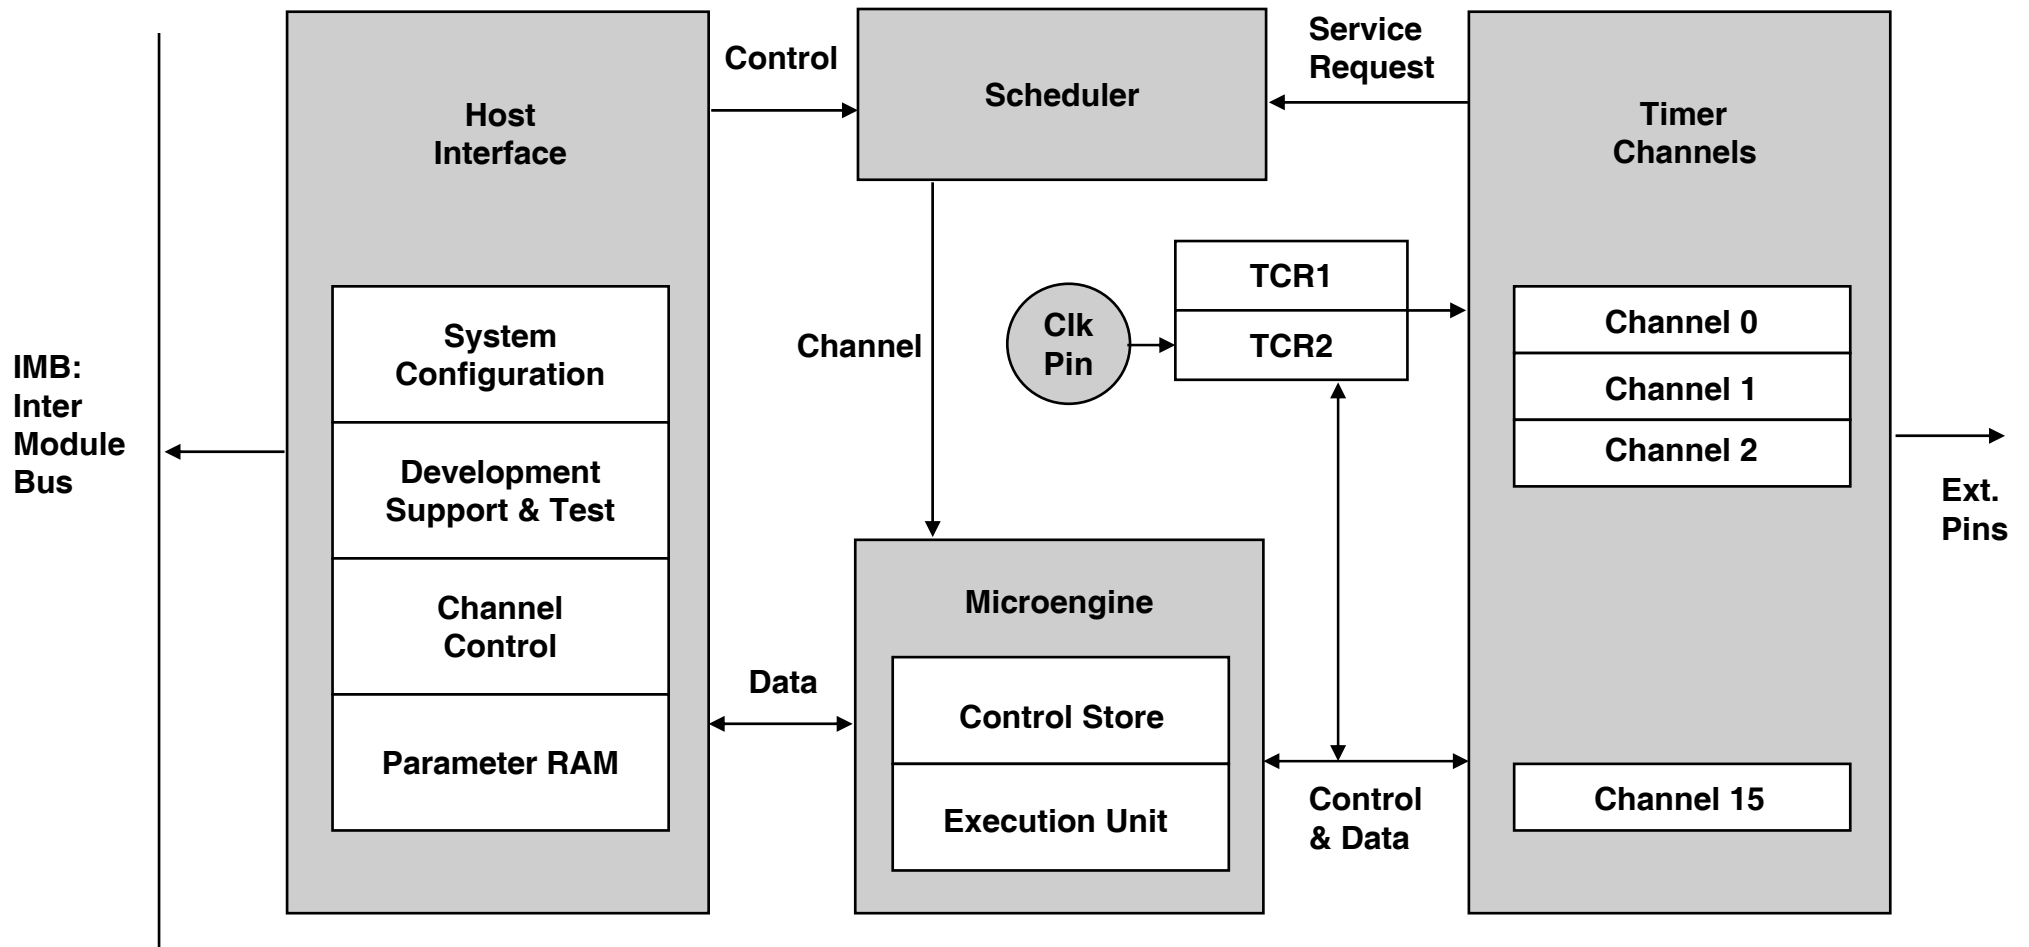 IMB:
Inter
Module
Bus
Host
Interface
System
Configuration
Development
Support & Test
Channel
Control
Parameter RAM
Control
Scheduler
Service
Request
Channel
Clk
Pin
TCR1
TCR2
Data
Microengine
Control Store
Execution Unit
Control
& Data
Timer
Channels
Channel 0
Channel 1
Channel 2
Channel 15
Ext.
Pins